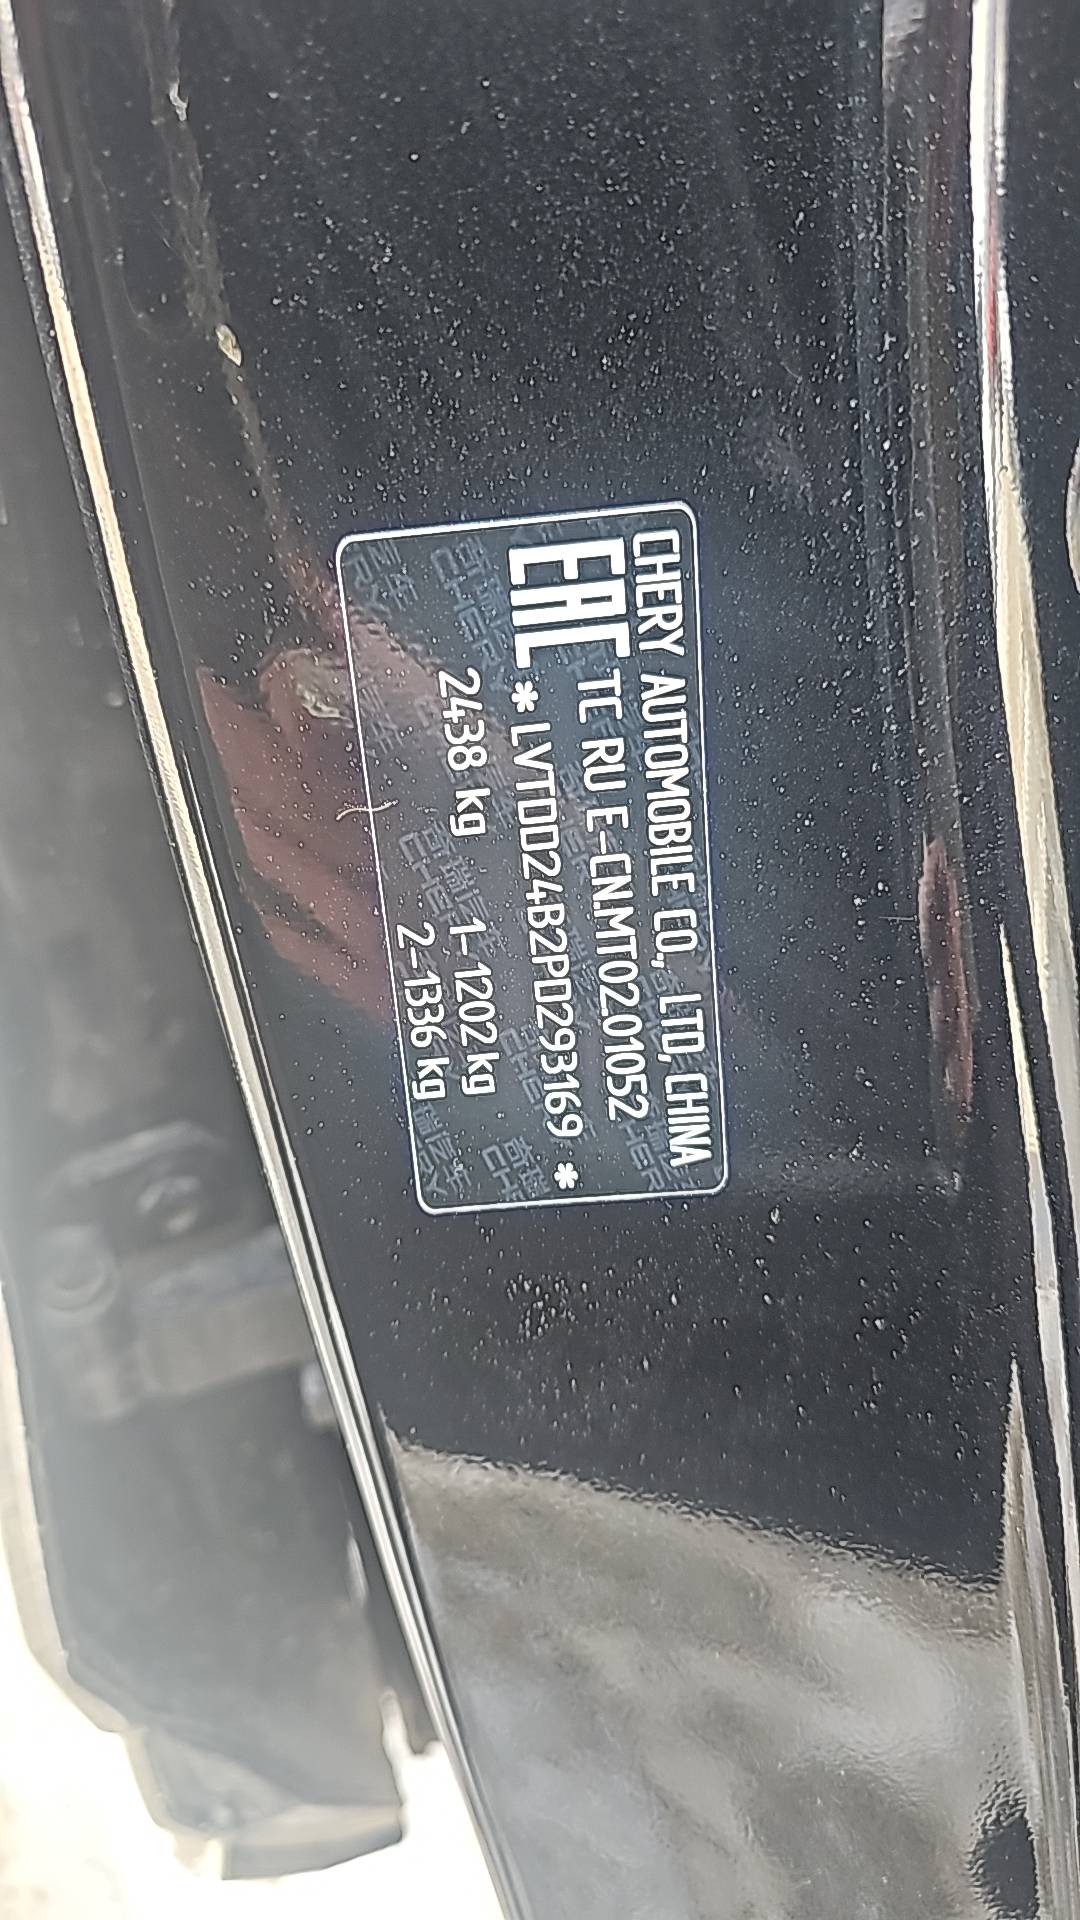 CHERY AUTOMOBILE CO., LTD, CHINA
EAC TC RU E-CN.MT02.01052
*LVTDD24B2PD293169*
2438 kg 1-1202 kg
2-1336 kg